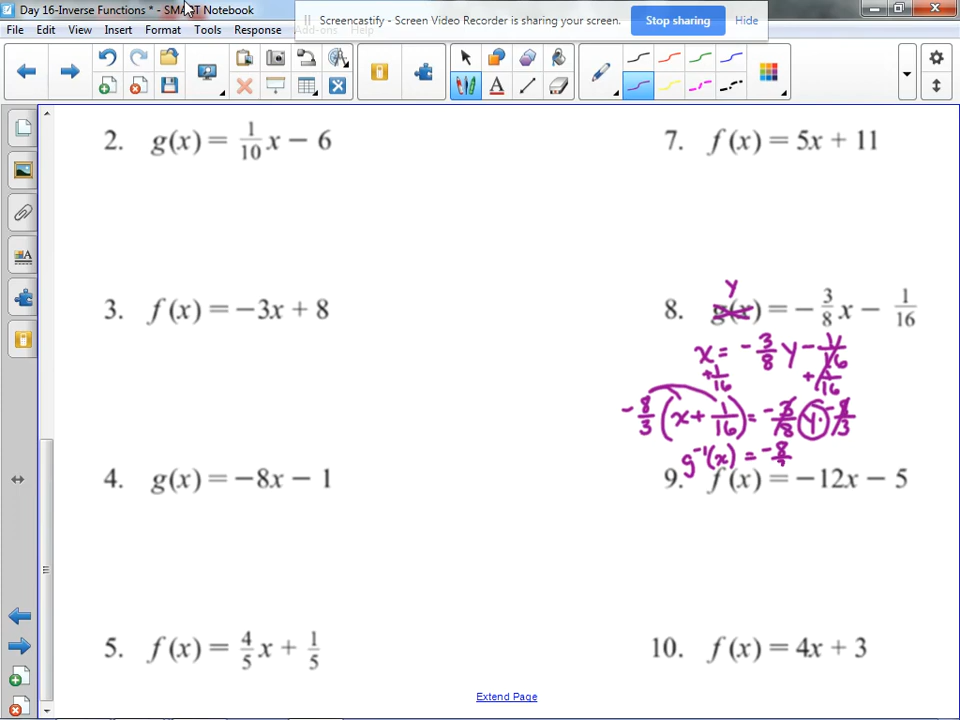 Day 16-Inverse Functions * - SMART Notebook
Screencastify - Screen Video Recorder is sharing your screen. Stop sharing Hide
File Edit View Insert Format Tools Response Add-ons Help
2. g(x) = 1/10 x − 6
7. f(x) = 5x + 11
3. f(x) = −3x + 8
8. g(x) = −3/8 x − 1/16
y
x = -3/8 y - 1/16
+1/16 +1/16
-8/3 (x + 1/16) = -3/8 y · -8/3
g⁻¹(x) = -8/
4. g(x) = −8x − 1
9. f(x) = −12x − 5
5. f(x) = 4/5 x + 1/5
10. f(x) = 4x + 3
Extend Page